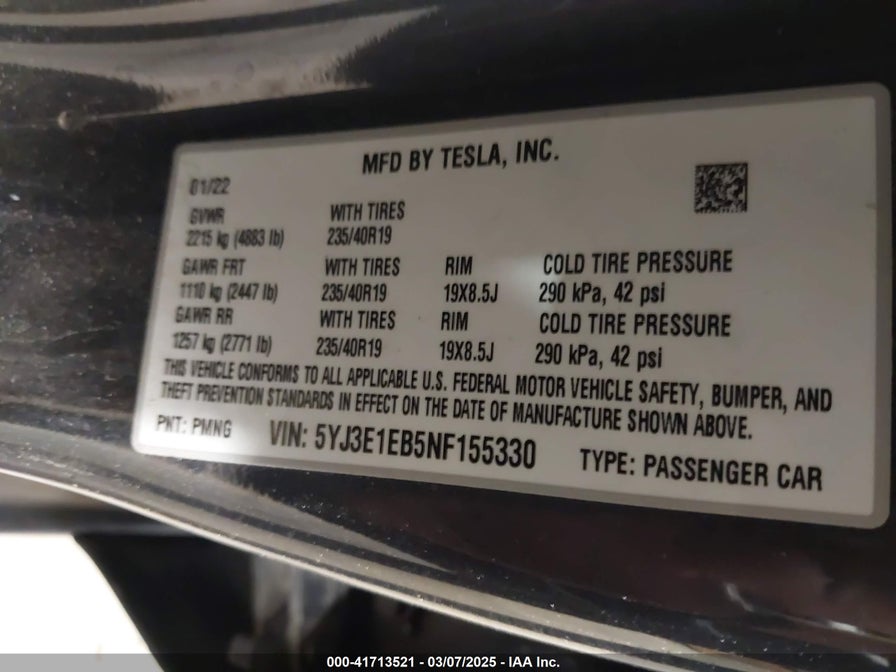 MFD BY TESLA, INC.
01/22
GVWR WITH TIRES
2215 kg (4883 lb) 235/40R19
GAWR FRT WITH TIRES RIM COLD TIRE PRESSURE
1110 kg (2447 lb) 235/40R19 19X8.5J 290 kPa, 42 psi
GAWR RR WITH TIRES RIM COLD TIRE PRESSURE
1257 kg (2771 lb) 235/40R19 19X8.5J 290 kPa, 42 psi
THIS VEHICLE CONFORMS TO ALL APPLICABLE U.S. FEDERAL MOTOR VEHICLE SAFETY, BUMPER, AND
THEFT PREVENTION STANDARDS IN EFFECT ON THE DATE OF MANUFACTURE SHOWN ABOVE.
PNT: PMNG VIN: 5YJ3E1EB5NF155330 TYPE: PASSENGER CAR
000-41713521 - 03/07/2025 - IAA Inc.